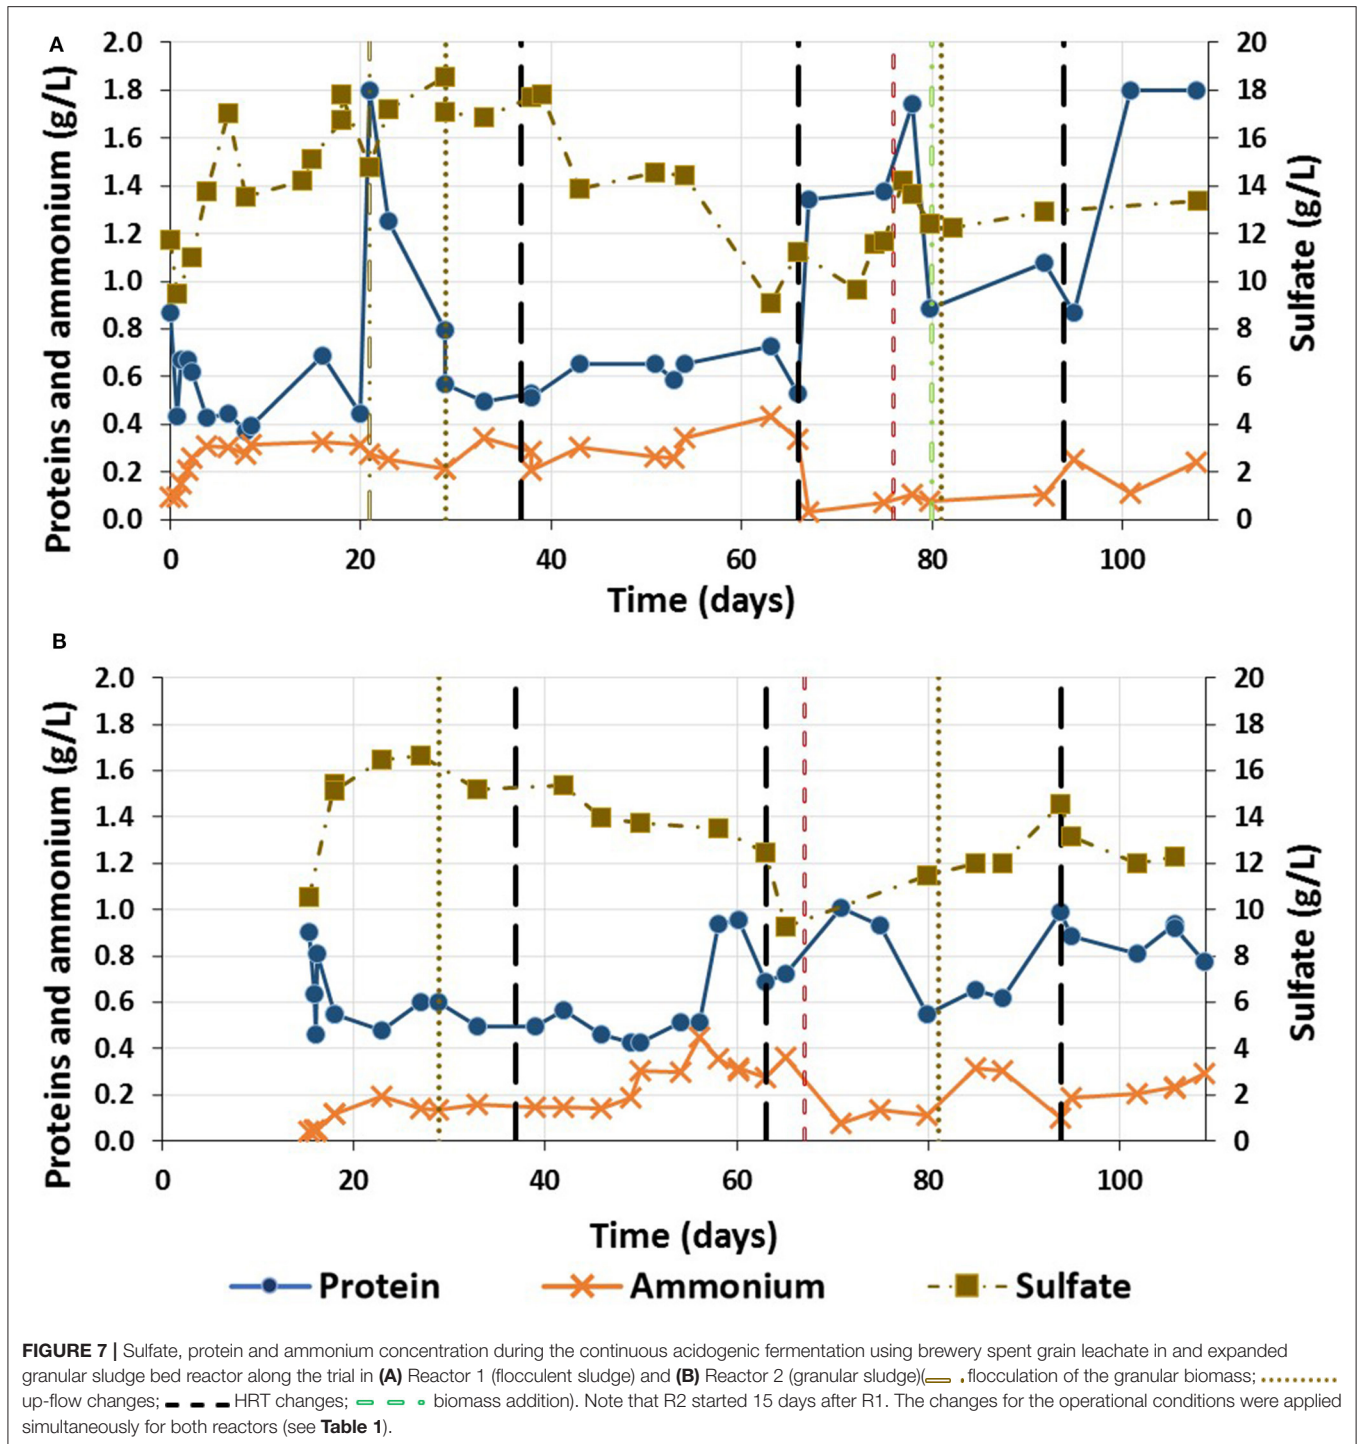 A
2.0
1.8
1.6
1.4
1.2
1.0
0.8
0.6
0.4
0.2
0.0
Proteins and ammonium (g/L)
20
18
16
14
12
10
8
6
4
2
0
Sulfate (g/L)
0 20 40 60 80 100
Time (days)
B
2.0
1.8
1.6
1.4
1.2
1.0
0.8
0.6
0.4
0.2
0.0
Proteins and ammonium (g/L)
20
18
16
14
12
10
8
6
4
2
0
Sulfate (g/L)
0 20 40 60 80 100
Time (days)
Protein Ammonium Sulfate
FIGURE 7 | Sulfate, protein and ammonium concentration during the continuous acidogenic fermentation using brewery spent grain leachate in and expanded
granular sludge bed reactor along the trial in (A) Reactor 1 (flocculent sludge) and (B) Reactor 2 (granular sludge)( flocculation of the granular biomass;
up-flow changes; HRT changes; biomass addition). Note that R2 started 15 days after R1. The changes for the operational conditions were applied
simultaneously for both reactors (see Table 1).